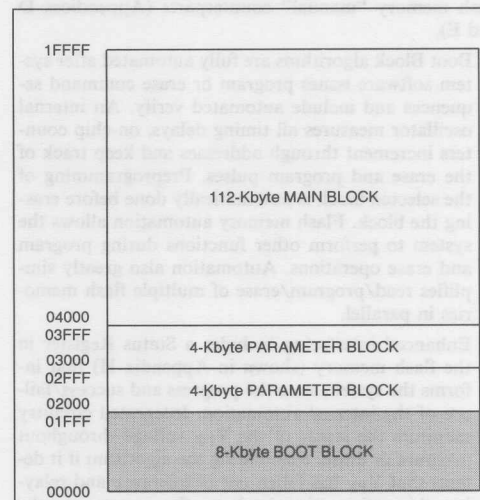 1FFFF
112-Kbyte MAIN BLOCK
04000
03FFF
4-Kbyte PARAMETER BLOCK
03000
02FFF
4-Kbyte PARAMETER BLOCK
02000
01FFF
8-Kbyte BOOT BLOCK
00000